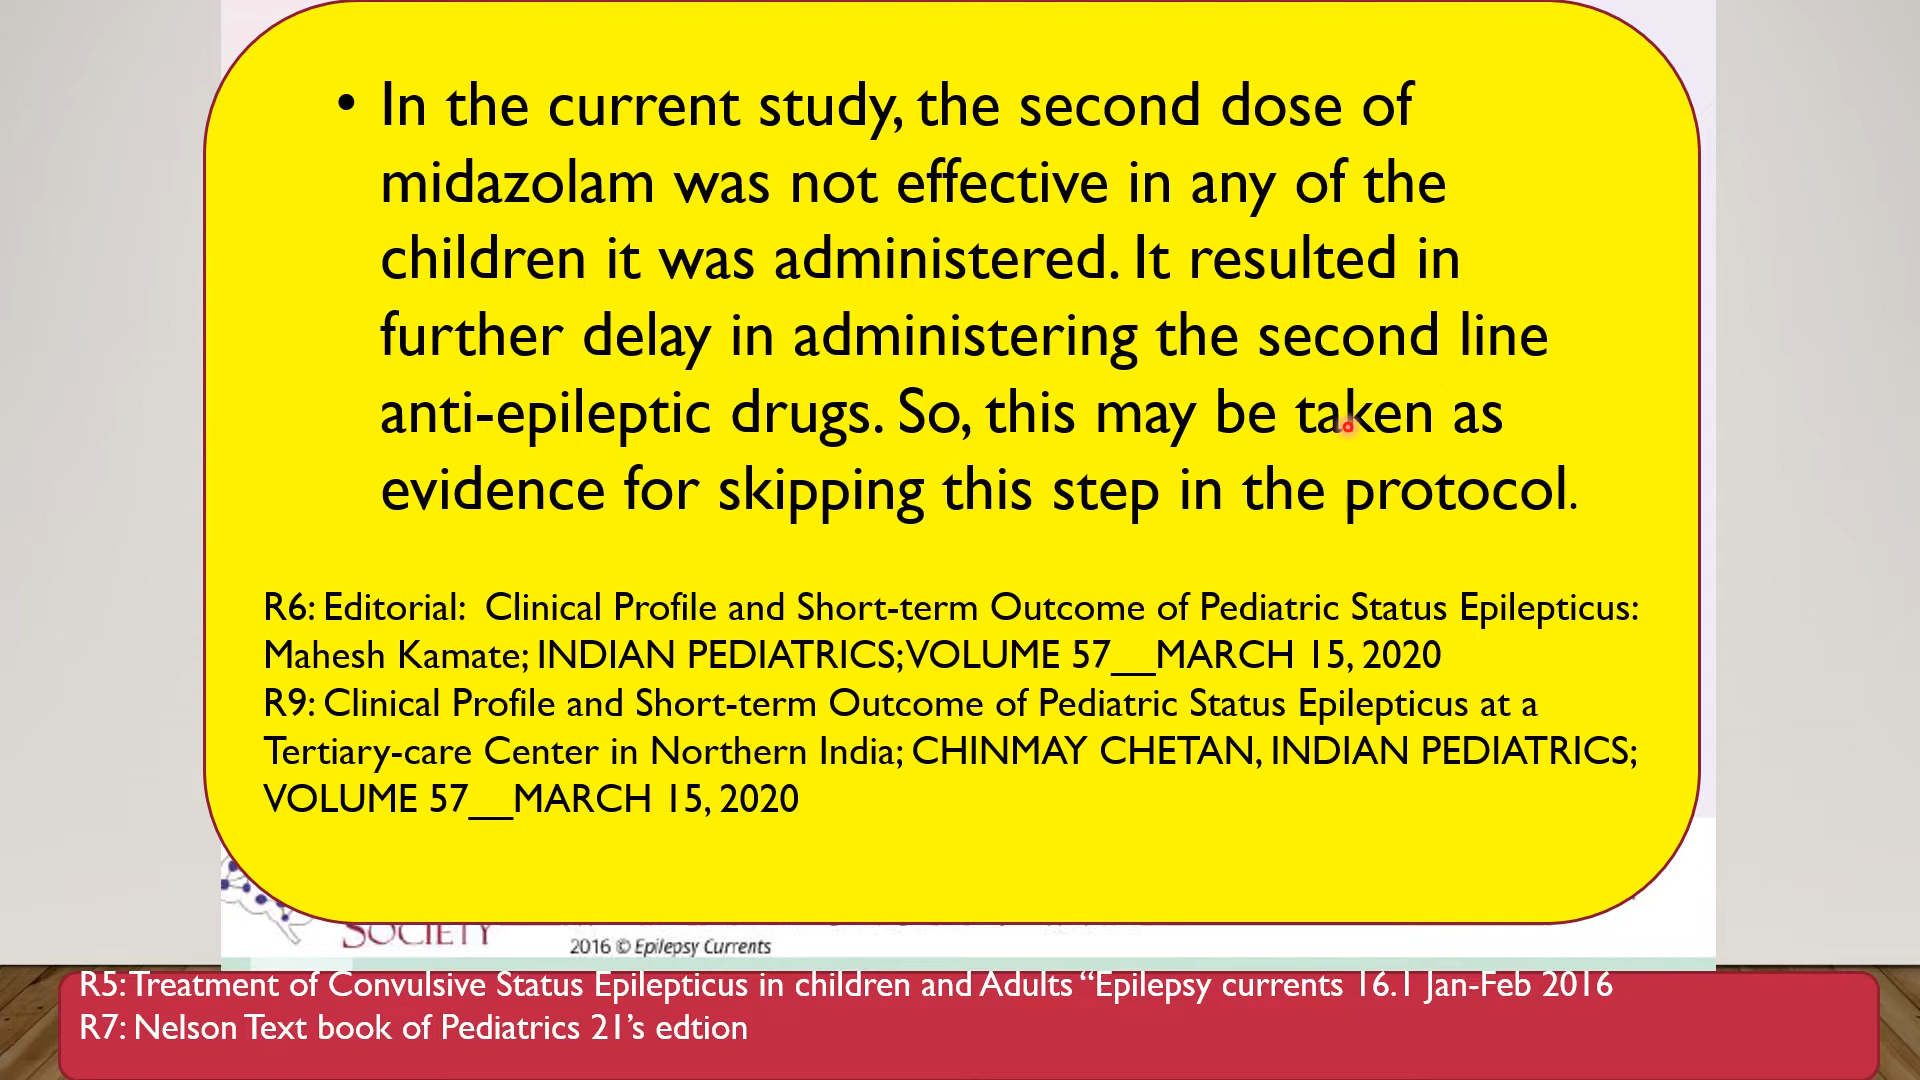 • In the current study, the second dose of
midazolam was not effective in any of the
children it was administered. It resulted in
further delay in administering the second line
anti-epileptic drugs. So, this may be taken as
evidence for skipping this step in the protocol.
R6: Editorial:  Clinical Profile and Short-term Outcome of Pediatric Status Epilepticus:
Mahesh Kamate; INDIAN PEDIATRICS; VOLUME 57__MARCH 15, 2020
R9: Clinical Profile and Short-term Outcome of Pediatric Status Epilepticus at a
Tertiary-care Center in Northern India; CHINMAY CHETAN, INDIAN PEDIATRICS;
VOLUME 57__MARCH 15, 2020
SOCIETY
2016 © Epilepsy Currents
R5: Treatment of Convulsive Status Epilepticus in children and Adults “Epilepsy currents 16.1 Jan-Feb 2016
R7: Nelson Text book of Pediatrics 21’s edtion